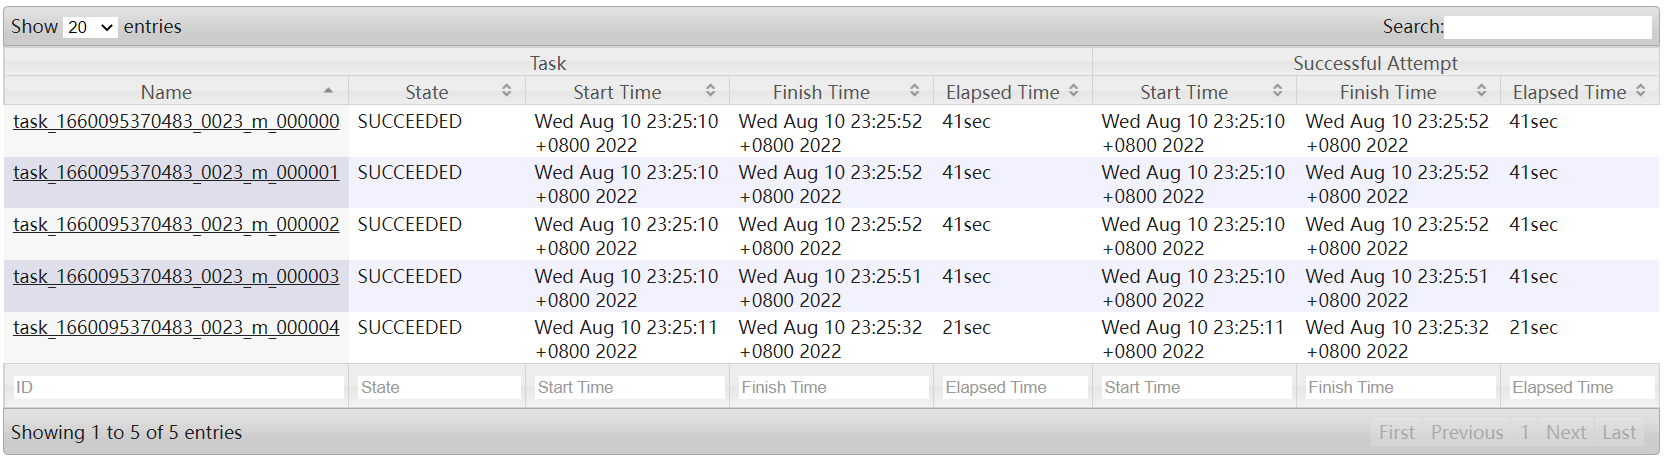 Show 20 entries Search:
Task Successful Attempt
Name State Start Time Finish Time Elapsed Time Start Time Finish Time Elapsed Time
task_1660095370483_0023_m_000000 SUCCEEDED Wed Aug 10 23:25:10 Wed Aug 10 23:25:52 41sec Wed Aug 10 23:25:10 Wed Aug 10 23:25:52 41sec
+0800 2022 +0800 2022 +0800 2022 +0800 2022
task_1660095370483_0023_m_000001 SUCCEEDED Wed Aug 10 23:25:10 Wed Aug 10 23:25:52 41sec Wed Aug 10 23:25:10 Wed Aug 10 23:25:52 41sec
+0800 2022 +0800 2022 +0800 2022 +0800 2022
task_1660095370483_0023_m_000002 SUCCEEDED Wed Aug 10 23:25:10 Wed Aug 10 23:25:52 41sec Wed Aug 10 23:25:10 Wed Aug 10 23:25:52 41sec
+0800 2022 +0800 2022 +0800 2022 +0800 2022
task_1660095370483_0023_m_000003 SUCCEEDED Wed Aug 10 23:25:10 Wed Aug 10 23:25:51 41sec Wed Aug 10 23:25:10 Wed Aug 10 23:25:51 41sec
+0800 2022 +0800 2022 +0800 2022 +0800 2022
task_1660095370483_0023_m_000004 SUCCEEDED Wed Aug 10 23:25:11 Wed Aug 10 23:25:32 21sec Wed Aug 10 23:25:11 Wed Aug 10 23:25:32 21sec
+0800 2022 +0800 2022 +0800 2022 +0800 2022
ID State Start Time Finish Time Elapsed Time Start Time Finish Time Elapsed Time
Showing 1 to 5 of 5 entries First Previous 1 Next Last